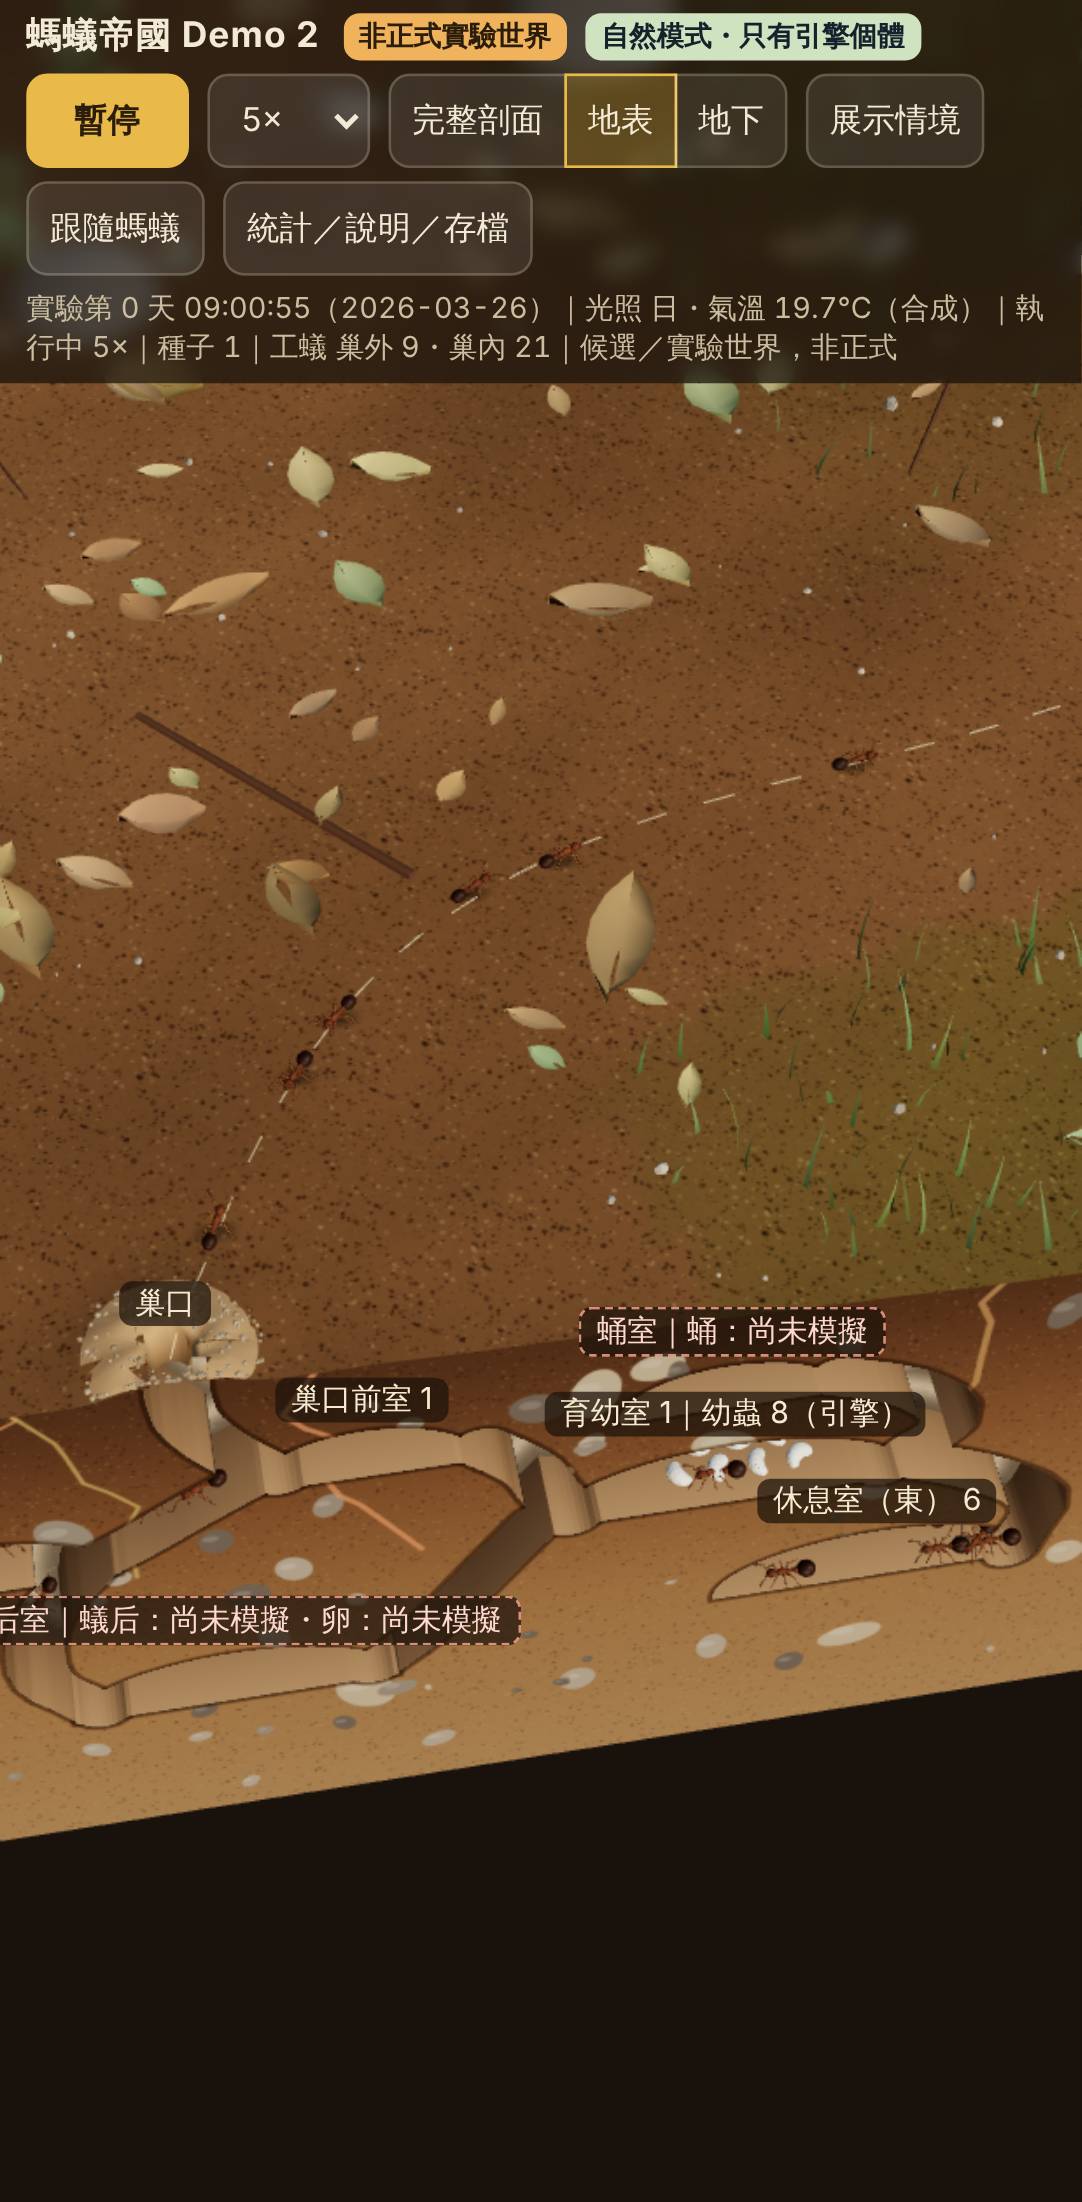 螞蟻帝國 Demo 2 非正式實驗世界 自然模式・只有引擎個體
暫停 5× 完整剖面 地表 地下 展示情境
跟隨螞蟻 統計／說明／存檔
實驗第 0 天 09:00:55（2026-03-26）｜光照 日・氣溫 19.7°C（合成）｜執
行中 5×｜種子 1｜工蟻 巢外 9・巢內 21｜候選／實驗世界，非正式
巢口
蛹室｜蛹：尚未模擬
巢口前室 1
育幼室 1｜幼蟲 8（引擎）
休息室（東） 6
后室｜蟻后：尚未模擬・卵：尚未模擬